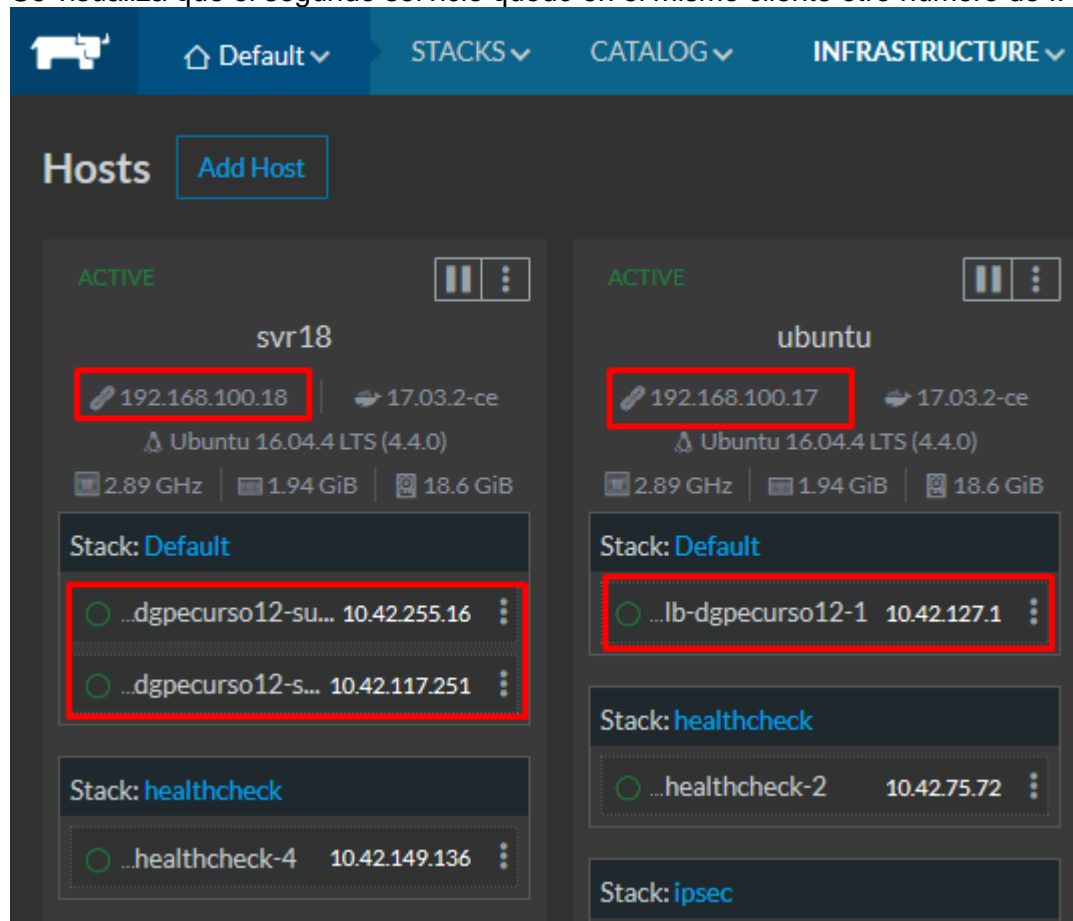 Default STACKS CATALOG INFRASTRUCTURE
Hosts Add Host
ACTIVE
svr18
192.168.100.18 17.03.2-ce
Ubuntu 16.04.4 LTS (4.4.0)
2.89 GHz 1.94 GiB 18.6 GiB
Stack: Default
...dgpecurso12-su... 10.42.255.16
...dgpecurso12-s... 10.42.117.251
Stack: healthcheck
...healthcheck-4 10.42.149.136
ACTIVE
ubuntu
192.168.100.17 17.03.2-ce
Ubuntu 16.04.4 LTS (4.4.0)
2.89 GHz 1.94 GiB 18.6 GiB
Stack: Default
...lb-dgpecurso12-1 10.42.127.1
Stack: healthcheck
...healthcheck-2 10.42.75.72
Stack: ipsec